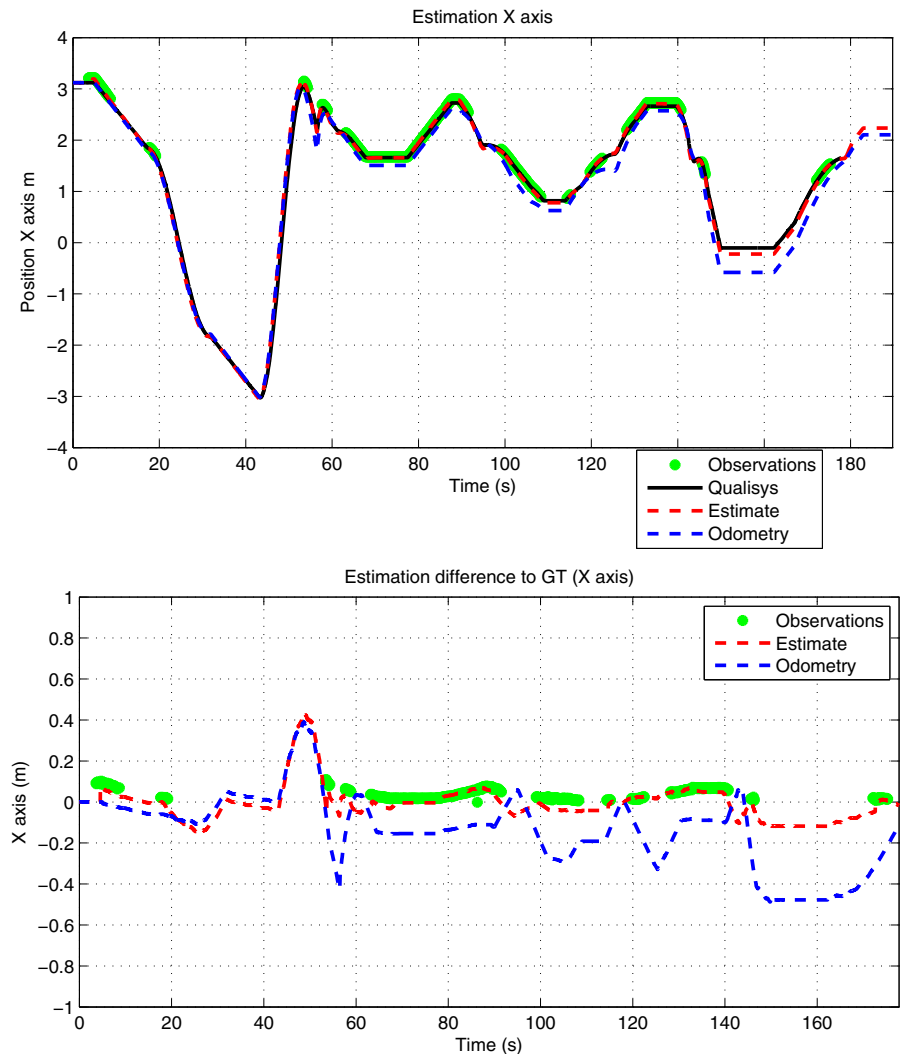 Estimation X axis
Position X axis m
4
3
2
1
0
−1
−2
−3
−4
0 20 40 60 80 100 120 140 160 180
Time (s)
Observations
Qualisys
Estimate
Odometry
Estimation difference to GT (X axis)
X axis (m)
1
0.8
0.6
0.4
0.2
0
−0.2
−0.4
−0.6
−0.8
−1
0 20 40 60 80 100 120 140 160
Time (s)
Observations
Estimate
Odometry